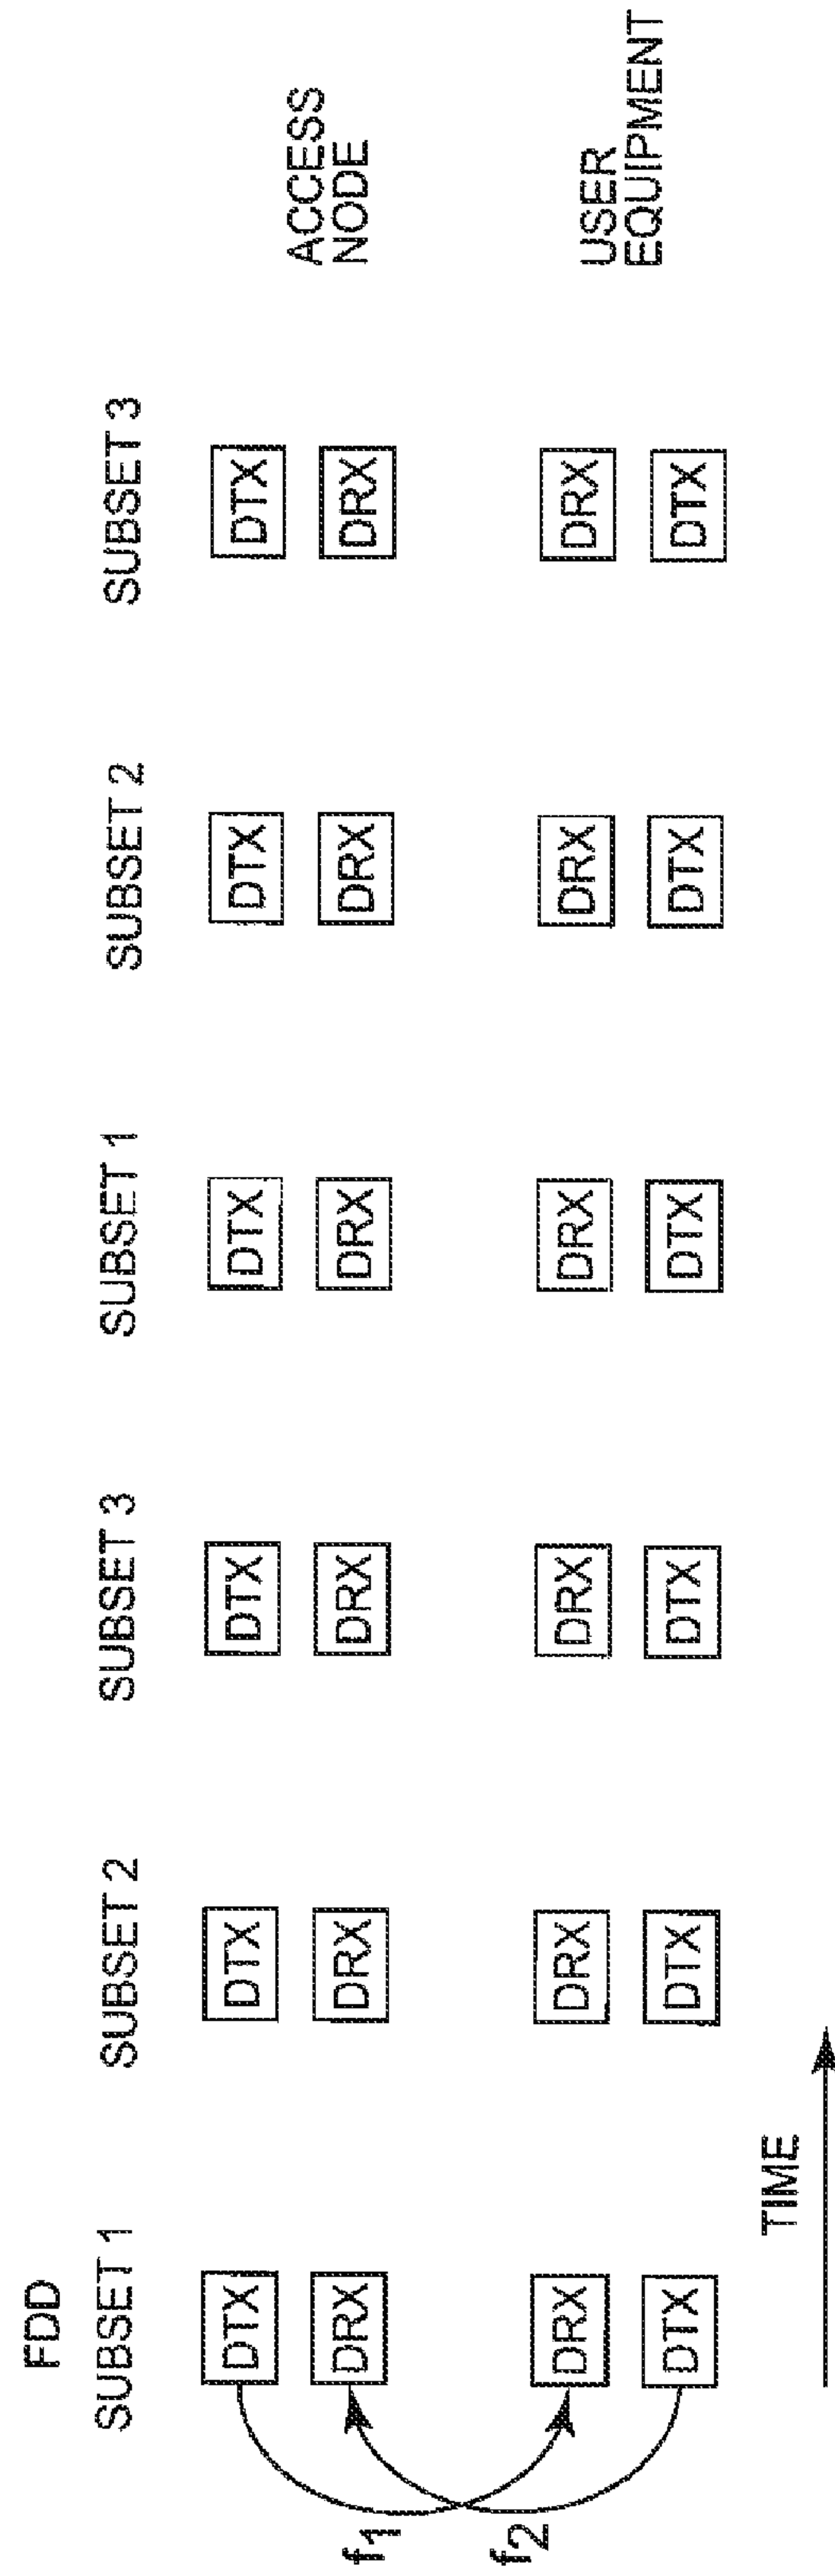 FDD
SUBSET 1 SUBSET 2 SUBSET 3 SUBSET 1 SUBSET 2 SUBSET 3
DTX DTX DTX DTX DTX DTX
ACCESS
NODE
DRX DRX DRX DRX DRX DRX
f1
f2
DRX DRX DRX DRX DRX DRX
USER
EQUIPMENT
DTX DTX DTX DTX DTX DTX
TIME